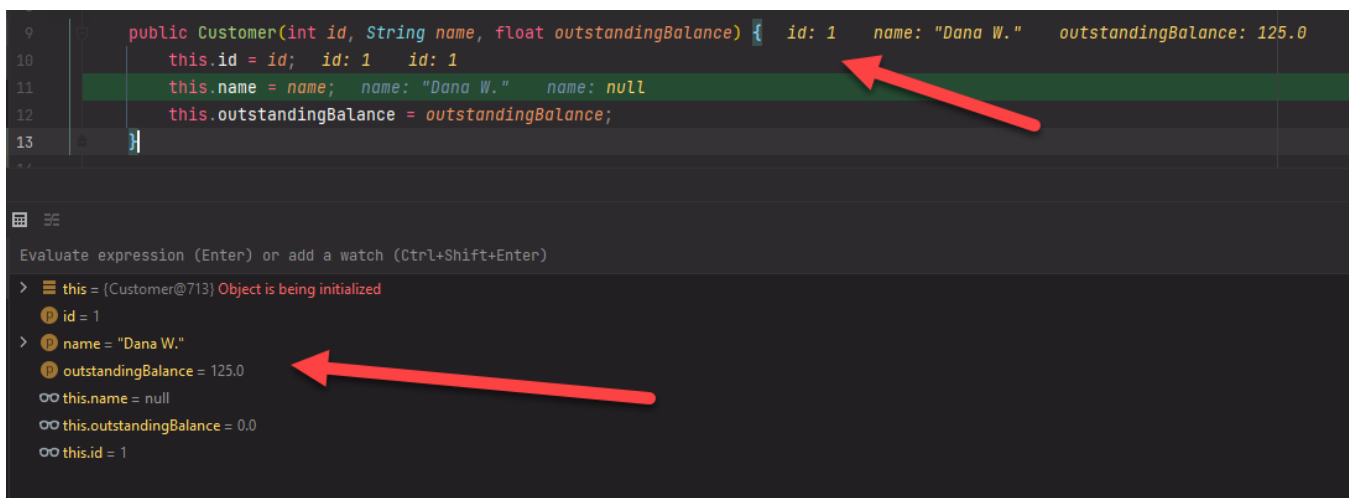 9 public Customer(int id, String name, float outstandingBalance) { id: 1 name: "Dana W." outstandingBalance: 125.0
10 this.id = id; id: 1 id: 1
11 this.name = name; name: "Dana W." name: null
12 this.outstandingBalance = outstandingBalance;
13 }
Evaluate expression (Enter) or add a watch (Ctrl+Shift+Enter)
this = {Customer@713} Object is being initialized
p id = 1
p name = "Dana W."
p outstandingBalance = 125.0
this.name = null
this.outstandingBalance = 0.0
this.id = 1